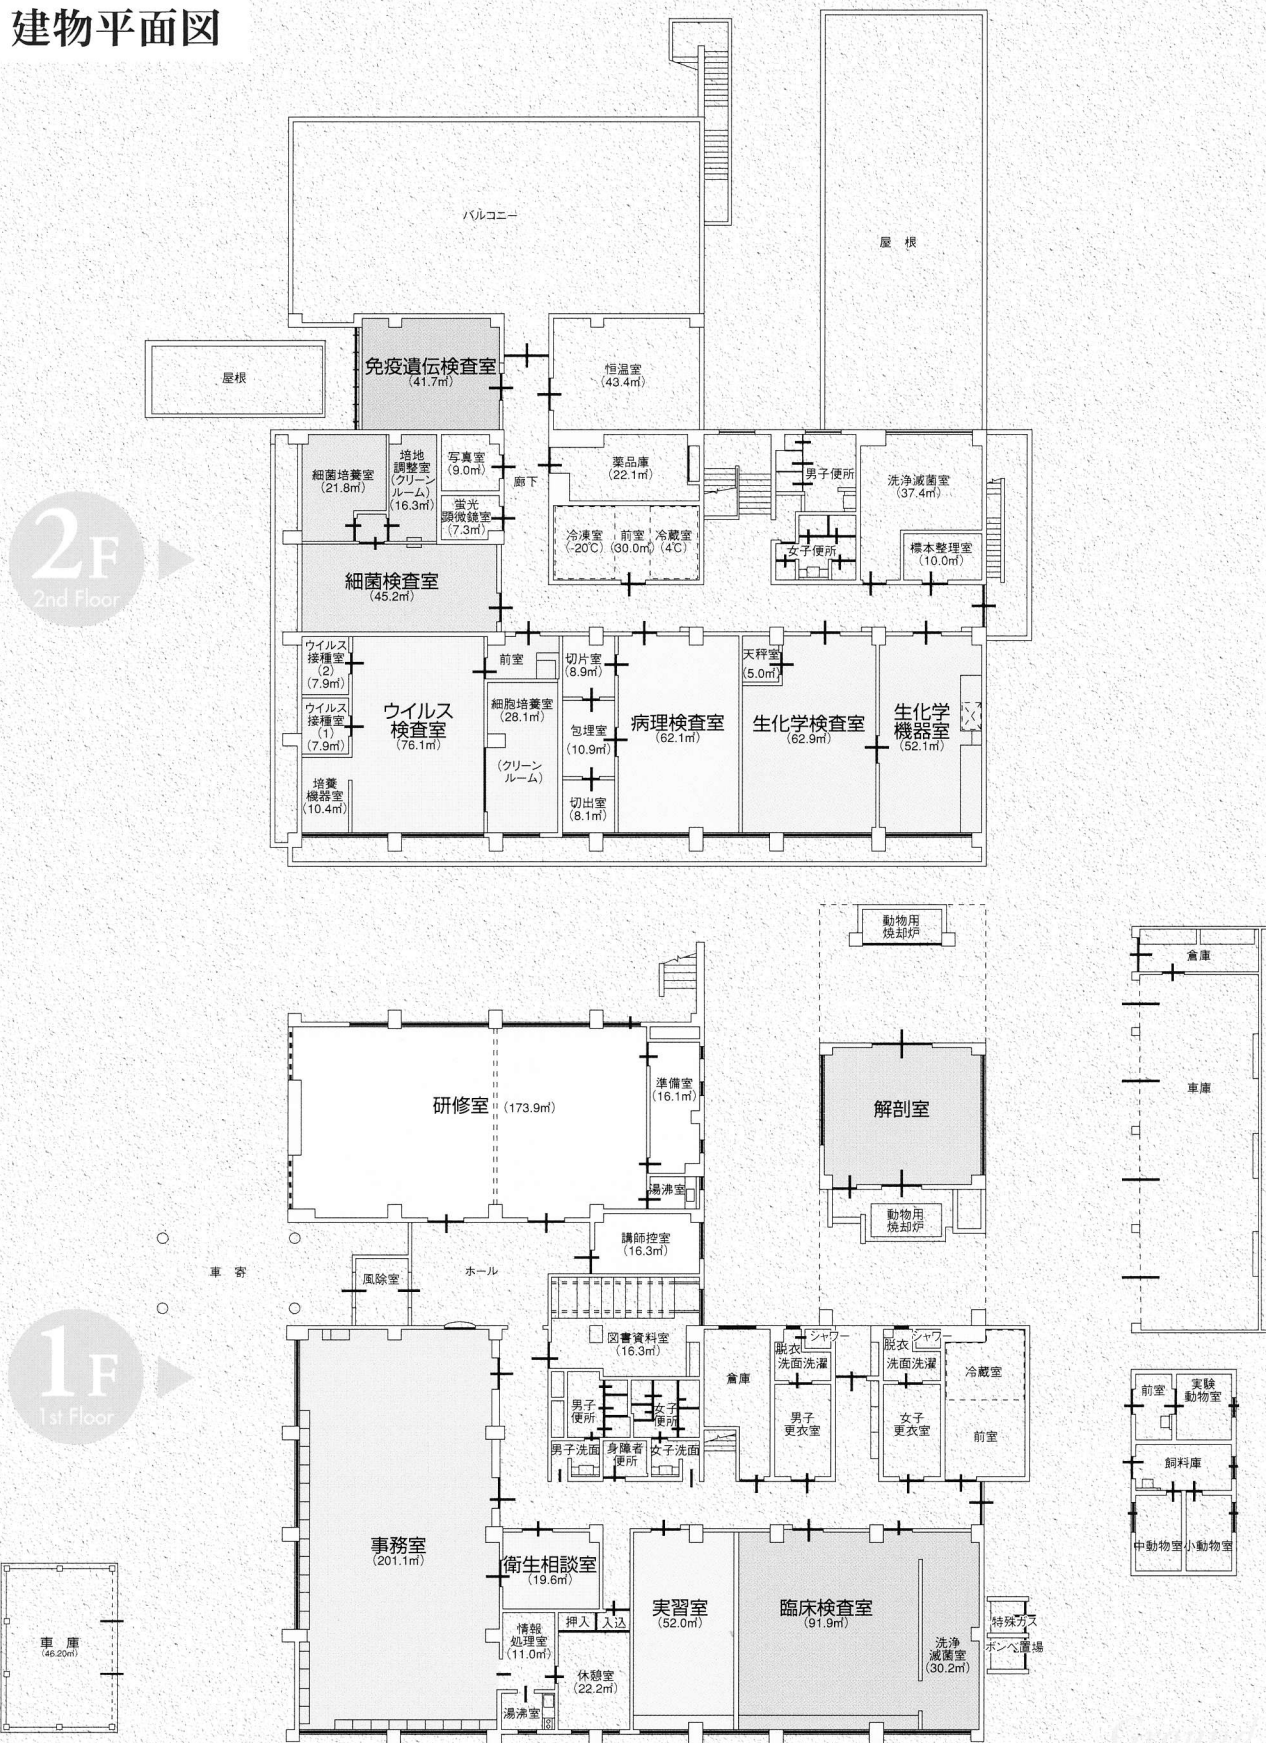 建物平面図
バルコニー
屋 根
屋根
免疫遺伝検査室
(41.7㎡)
恒温室
(43.4㎡)
細菌培養室
(21.8㎡)
培地
調整室
(クリーン
ルーム)
(16.3㎡)
写真室
(9.0㎡)
蛍光
顕微鏡室
(7.3㎡)
廊下
薬品庫
(22.1㎡)
冷凍室
(-20℃)
前室
(30.0㎡)
冷蔵室
(4℃)
男子便所
女子便所
洗浄滅菌室
(37.4㎡)
標本整理室
(10.0㎡)
2F
2nd Floor
細菌検査室
(45.2㎡)
ウイルス
接種室
(2)
(7.9㎡)
ウイルス
接種室
(1)
(7.9㎡)
培養
機器室
(10.4㎡)
ウイルス
検査室
(76.1㎡)
前室
細胞培養室
(28.1㎡)
(クリーン
ルーム)
切片室
(8.9㎡)
包埋室
(10.9㎡)
切出室
(8.1㎡)
病理検査室
(62.1㎡)
天秤室
(5.0㎡)
生化学検査室
(62.9㎡)
生化学
機器室
(52.1㎡)
動物用
焼却炉
倉庫
車庫
研修室 (173.9㎡)
準備室
(16.1㎡)
湯沸室
解剖室
動物用
焼却炉
講師控室
(16.3㎡)
車 寄
風除室
ホール
図書資料室
(16.3㎡)
1F
1st Floor
男子
便所
女子
便所
男子洗面
身障者
便所
女子洗面
倉庫
脱衣
シャワー
洗面洗濯
男子
更衣室
脱衣
シャワー
洗面洗濯
女子
更衣室
冷蔵室
前室
前室
実験
動物室
飼料庫
中動物室
小動物室
事務室
(201.1㎡)
衛生相談室
(19.6㎡)
押入
入込
情報
処理室
(11.0㎡)
休憩室
(22.2㎡)
湯沸室
実習室
(52.0㎡)
臨床検査室
(91.9㎡)
洗浄
滅菌室
(30.2㎡)
特殊ガス
ボンベ置場
車 庫
(46.20㎡)